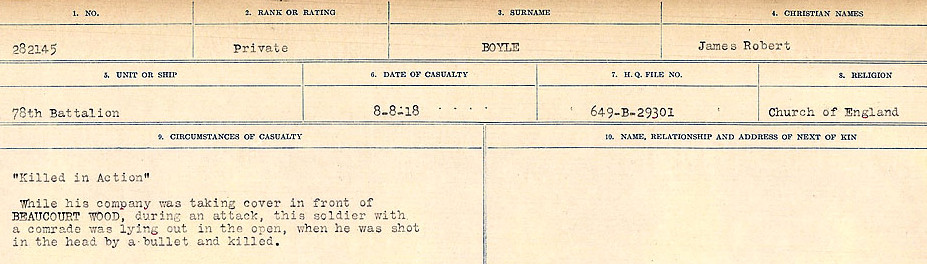 1. NO. 2. RANK OR RATING 3. SURNAME 4. CHRISTIAN NAMES
282145 Private BOYLE James Robert
5. UNIT OR SHIP 6. DATE OF CASUALTY 7. H. Q. FILE NO. 8. RELIGION
78th Battalion 8-8-18 649-B-29301 Church of England
9. CIRCUMSTANCES OF CASUALTY 10. NAME, RELATIONSHIP AND ADDRESS OF NEXT OF KIN
"Killed in Action"
While his company was taking cover in front of
BEAUCOURT WOOD, during an attack, this soldier with
a comrade was lying out in the open, when he was shot
in the head by a bullet and killed.